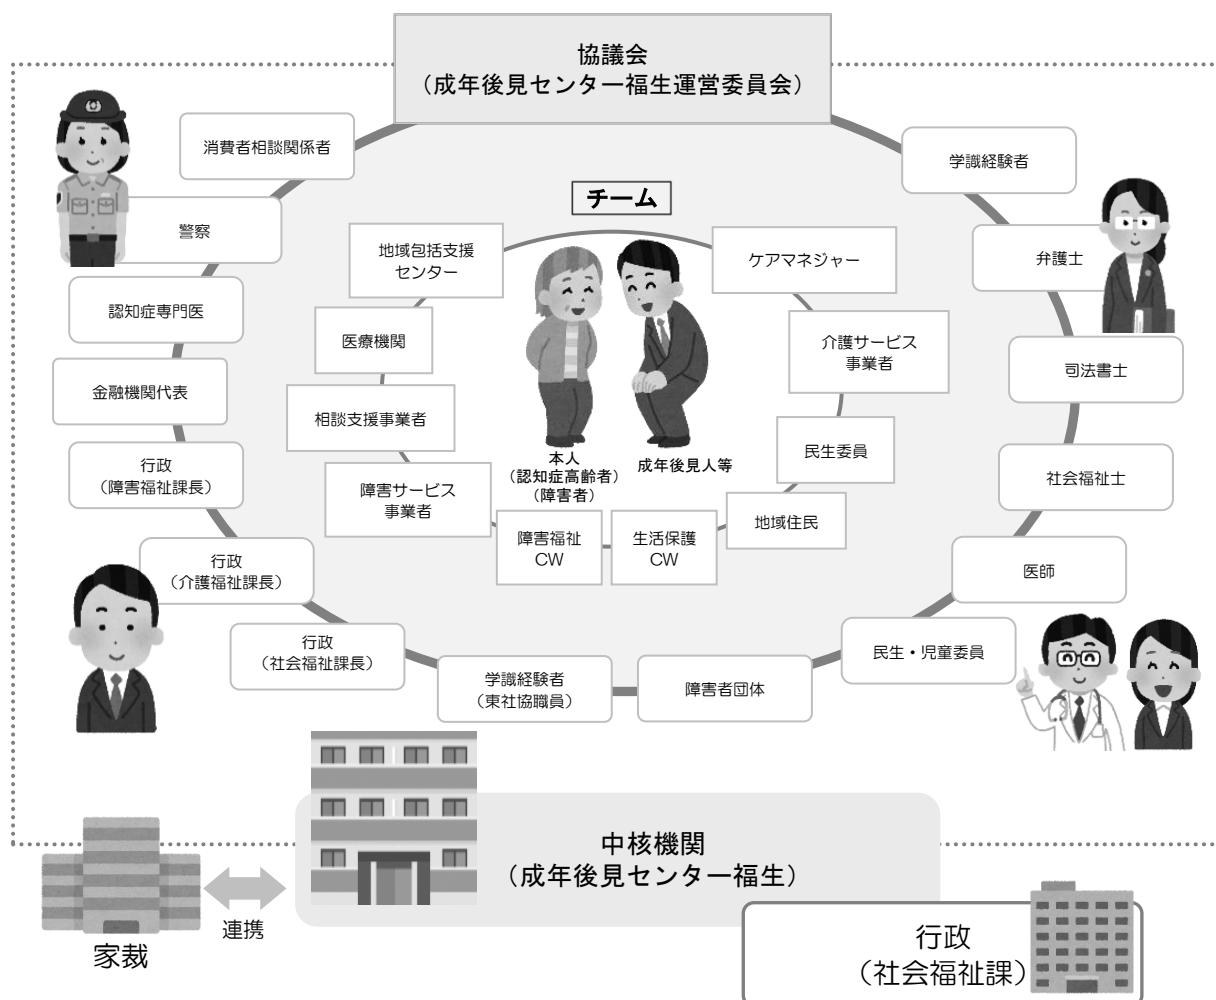 協議会
（成年後見センター福生運営委員会）
消費者相談関係者
学識経験者
チーム
警察
地域包括支援
センター
ケアマネジャー
弁護士
認知症専門医
医療機関
介護サービス
事業者
司法書士
金融機関代表
相談支援事業者
民生委員
本人
（認知症高齢者）
（障害者）
成年後見人等
行政
（障害福祉課長）
障害サービス
事業者
社会福祉士
地域住民
障害福祉
CW
生活保護
CW
行政
（介護福祉課長）
医師
行政
（社会福祉課長）
民生・児童委員
学識経験者
（東社協職員）
障害者団体
中核機関
（成年後見センター福生）
連携
家裁
行政
（社会福祉課）